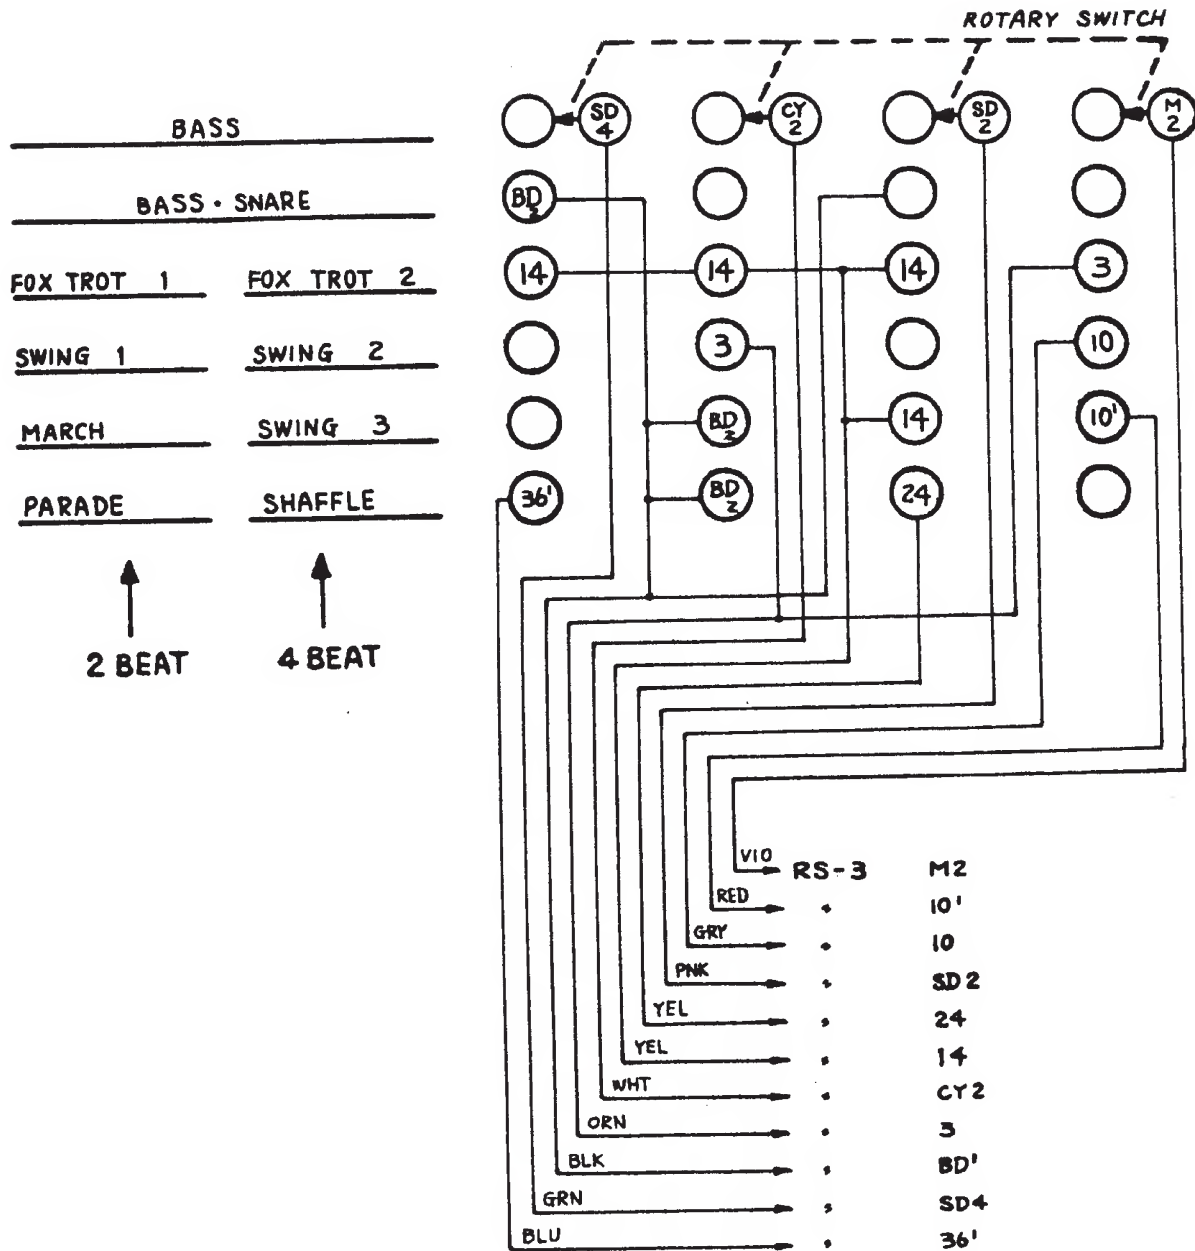 ROTARY SWITCH
SD 4 CY 2 SD 2 M 2
BASS
BASS · SNARE BD 2
FOX TROT 1 FOX TROT 2 14 14 14 3
SWING 1 SWING 2 3 10
MARCH SWING 3 BD 2 14 10'
PARADE SHAFFLE 36' BD 2 24
2 BEAT 4 BEAT
VIO RS-3 M2
RED " 10'
GRY " 10
PNK " SD2
YEL " 24
YEL " 14
WHT " CY2
ORN " 3
BLK " BD'
GRN " SD4
BLU " 36'